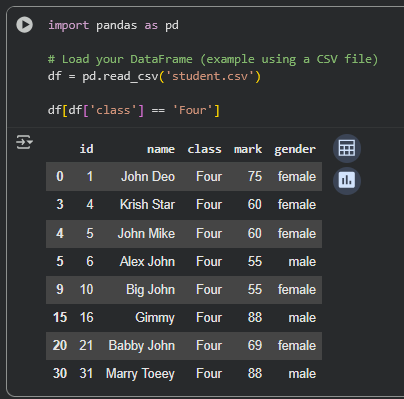 import pandas as pd
# Load your DataFrame (example using a CSV file)
df = pd.read_csv('student.csv')
df[df['class'] == 'Four']
id name class mark gender
0 1 John Deo Four 75 female
3 4 Krish Star Four 60 female
4 5 John Mike Four 60 female
5 6 Alex John Four 55 male
9 10 Big John Four 55 female
15 16 Gimmy Four 88 male
20 21 Babby John Four 69 female
30 31 Marry Toeey Four 88 male